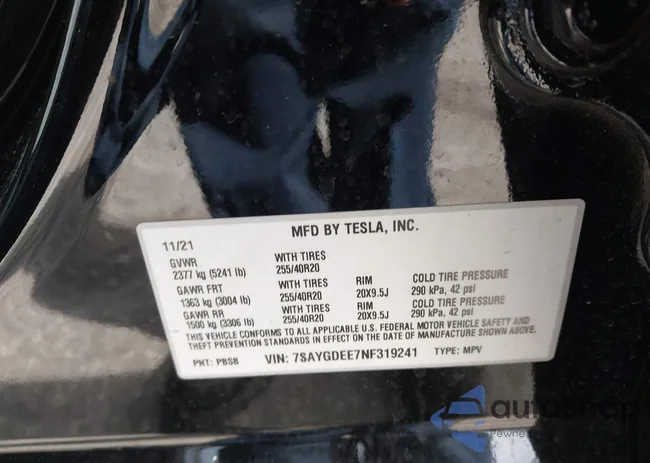 MFD BY TESLA, INC.
11/21
GVWR WITH TIRES
2377 kg (5241 lb) 255/40R20
GAWR FRT WITH TIRES RIM COLD TIRE PRESSURE
1363 kg (3004 lb) 255/40R20 20X9.5J 290 kPa, 42 psi
GAWR RR WITH TIRES RIM COLD TIRE PRESSURE
1500 kg (3306 lb) 255/40R20 20X9.5J 290 kPa, 42 psi
THIS VEHICLE CONFORMS TO ALL APPLICABLE U.S. FEDERAL MOTOR VEHICLE SAFETY AND
THEFT PREVENTION STANDARDS IN EFFECT ON THE DATE OF MANUFACTURE SHOWN ABOVE.
PNT: PBSB VIN: 7SAYGDEE7NF319241 TYPE: MPV
autoSnap